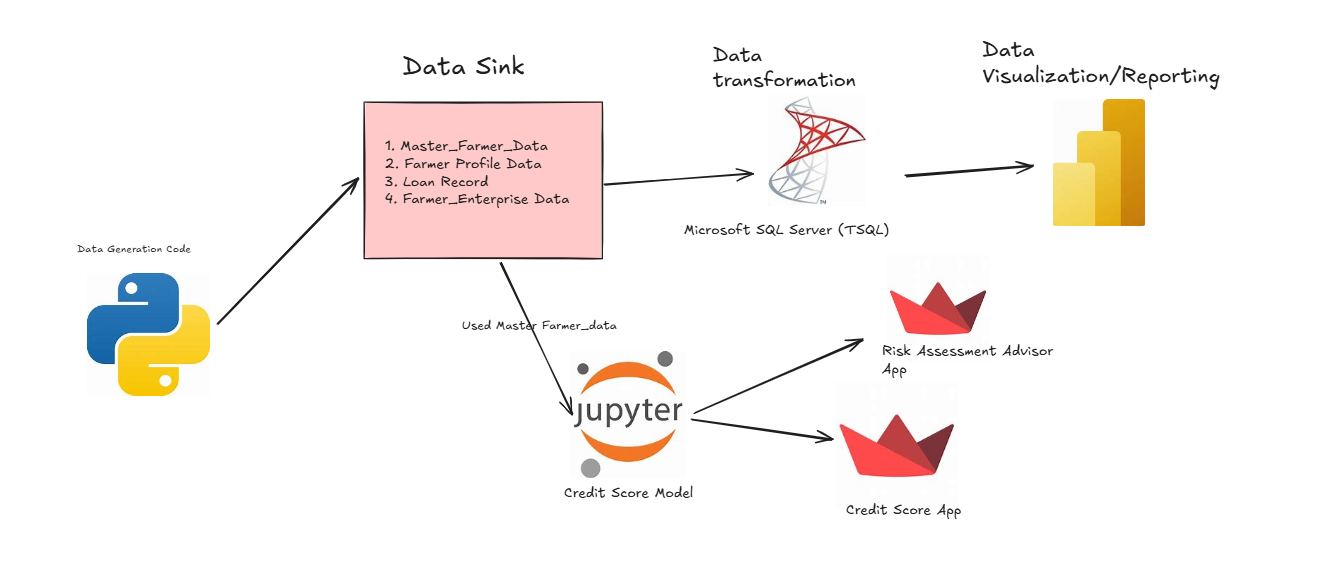 Data Sink
Data
transformation
Data
Visualization/Reporting
1. Master_Farmer_Data
2. Farmer Profile Data
3. Loan Record
4. Farmer_Enterprise Data
TM
Microsoft SQL Server (TSQL)
Data Generation Code
Used Master Farmer_data
jupyter
Credit Score Model
Risk Assessment Advisor
App
Credit Score App